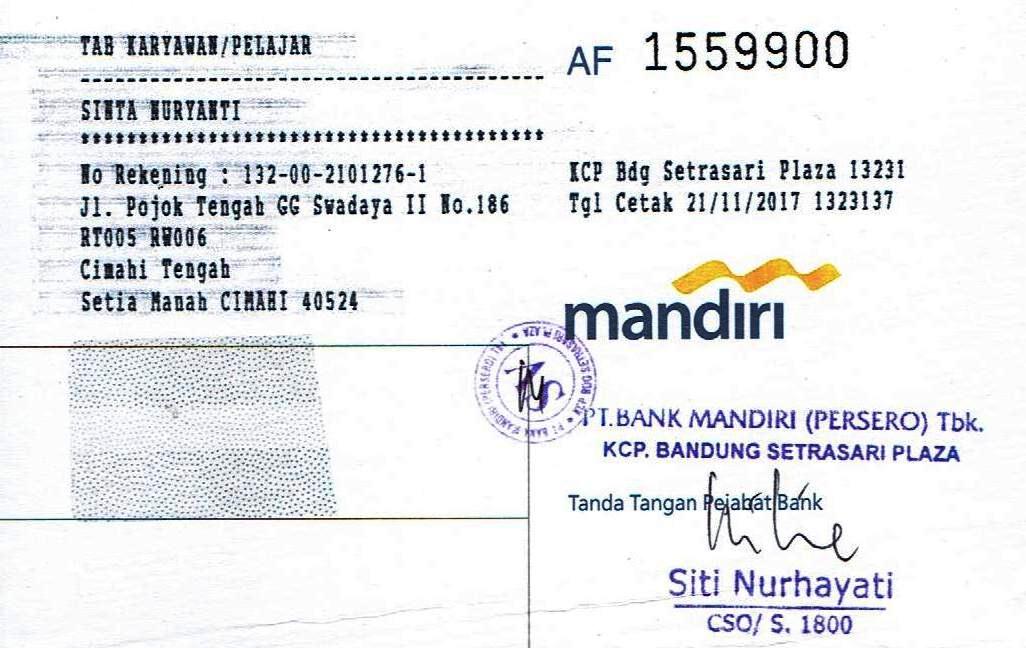 TAB KARYAWAN/PELAJAR
SINTA NURYANTI
No Rekening : 132-00-2101276-1
Jl. Pojok Tengah GG Swadaya II No.186
RT005 RW006
Cimahi Tengah
Setia Manah CIMAHI 40524
AF 1559900
KCP Bdg Setrasari Plaza 13231
Tgl Cetak 21/11/2017 1323137
mandiri
PT BANK MANDIRI (PERSERO) Tbk. * KCP BDG SETRASARI PLAZA *
PT.BANK MANDIRI (PERSERO) Tbk.
KCP. BANDUNG SETRASARI PLAZA
Tanda Tangan Pejabat Bank
Siti Nurhayati
CSO/ S. 1800